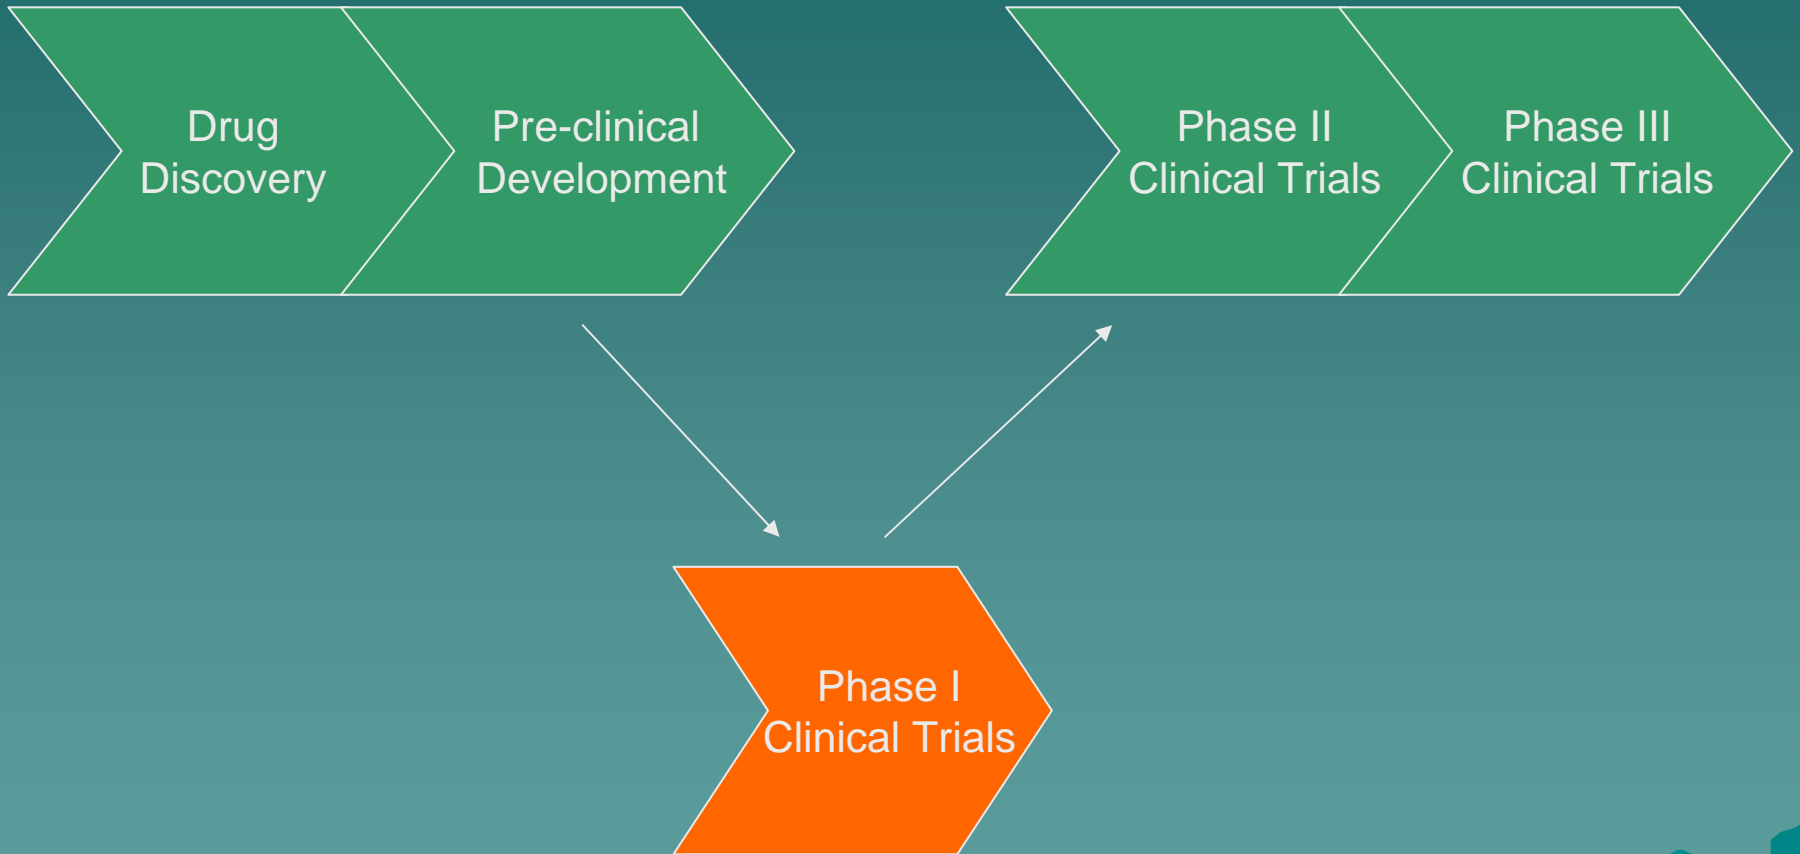 Drug
Discovery
Pre-clinical
Development
Phase II
Clinical Trials
Phase III
Clinical Trials
Phase I
Clinical Trials